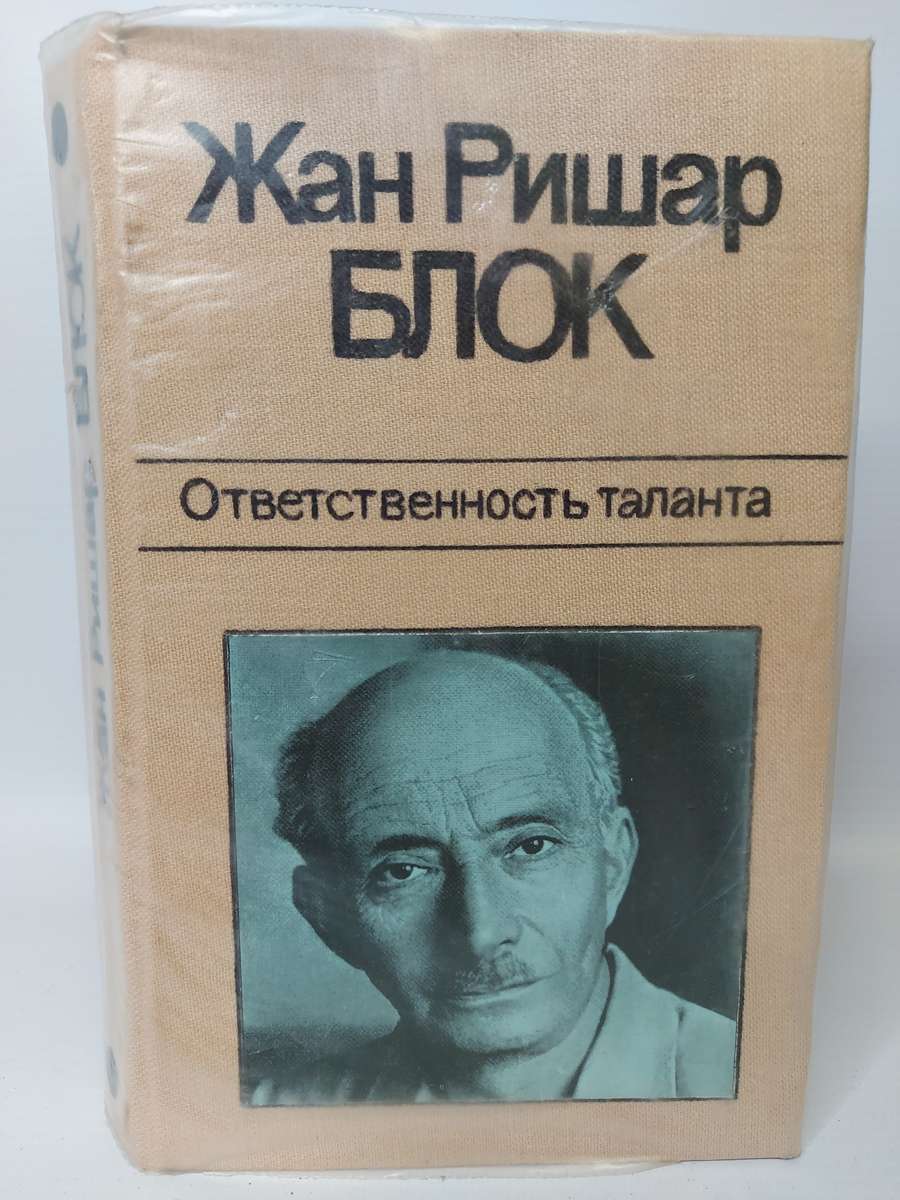 Жан Ришар
БЛОК
Ответственность таланта
Жан Ришар БЛОК